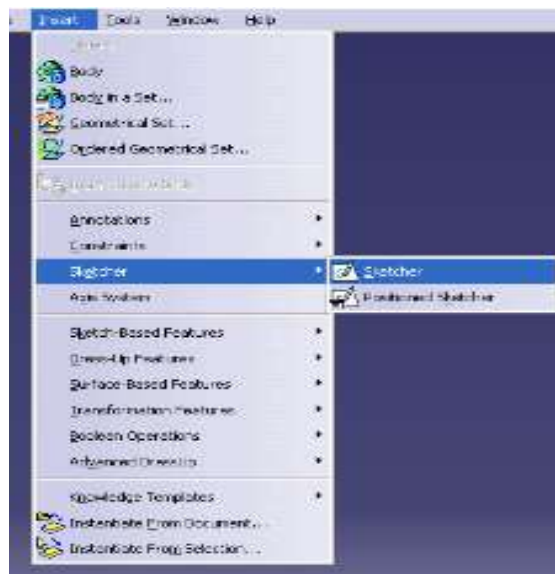 Insert Tools Window Help
Body
Body in a Set...
Geometrical Set...
Ordered Geometrical Set...
Annotations
Constraints
Sketcher
Sketcher
Axis System
Positioned Sketcher
Sketch-Based Features
Dress-Up Features
Surface-Based Features
Transformation Features
Boolean Operations
Advanced DressUp
Knowledge Templates
Instantiate From Document...
Instantiate From Selection...